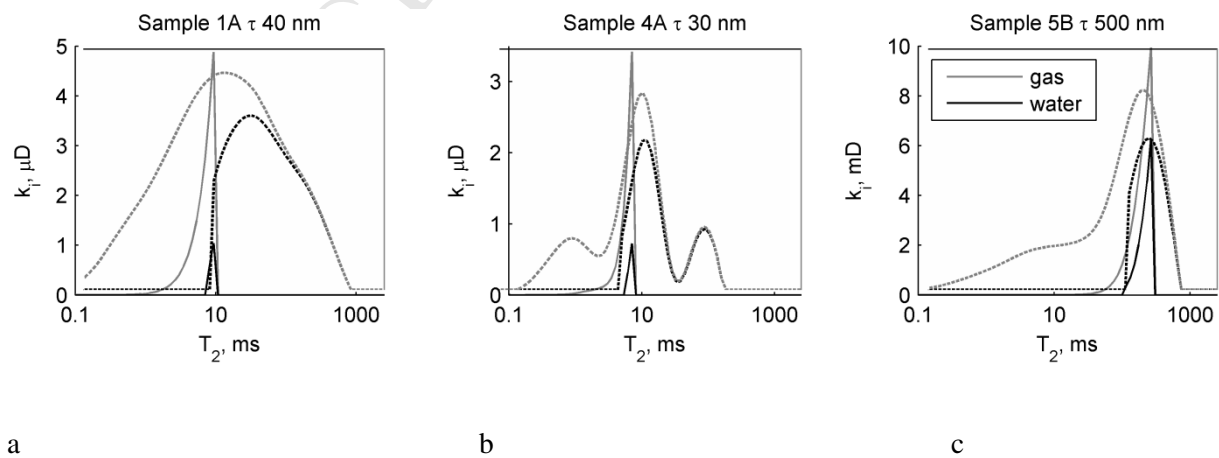 Sample 1A τ 40 nm
Sample 4A τ 30 nm
Sample 5B τ 500 nm
5
4
3
2
1
0
k_i, μD
0.1
10
1000
T_2, ms
3
2
1
0
k_i, μD
0.1
10
1000
T_2, ms
10
8
6
4
2
0
k_i, mD
gas
water
0.1
10
1000
T_2, ms
a
b
c